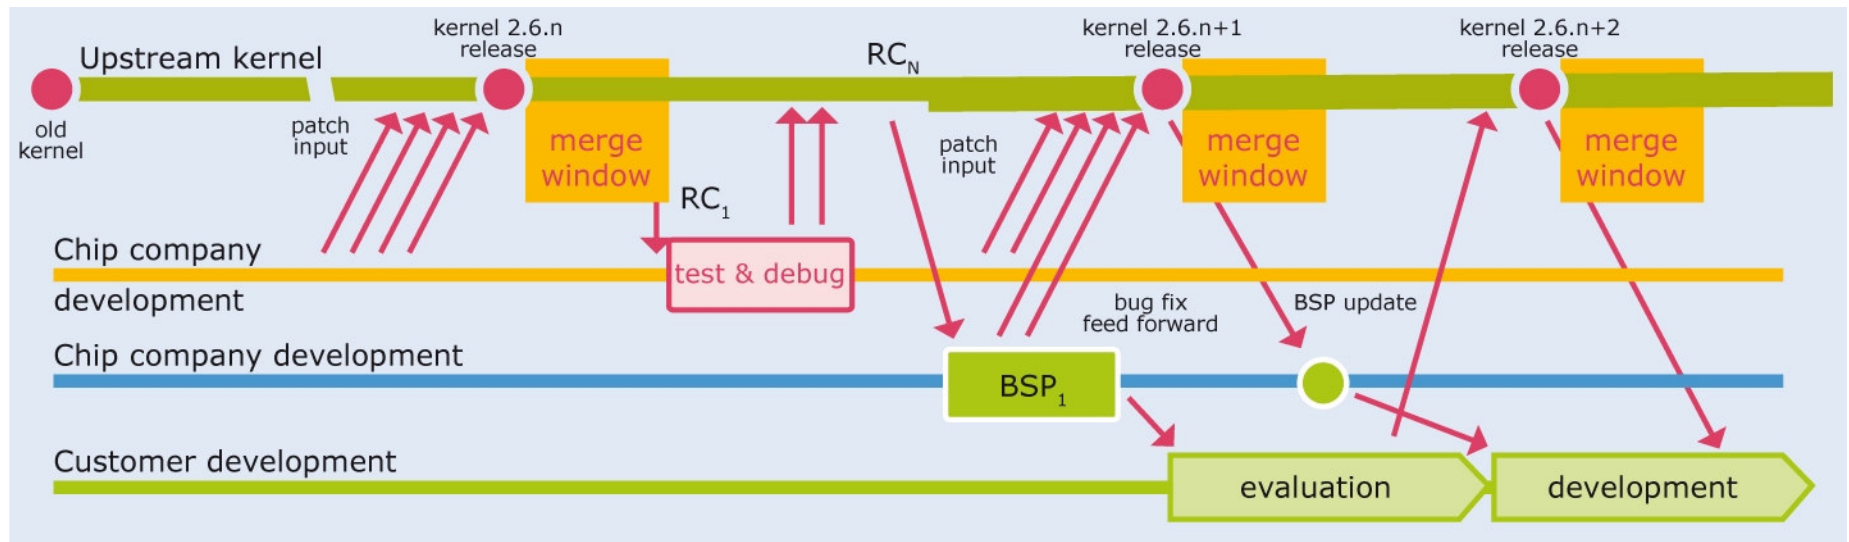 Upstream kernel
old
kernel
patch
input
kernel 2.6.n
release
merge
window
RC1
RCN
patch
input
kernel 2.6.n+1
release
merge
window
kernel 2.6.n+2
release
merge
window
Chip company
development
test & debug
bug fix
feed forward
BSP update
Chip company development
BSP1
Customer development
evaluation
development